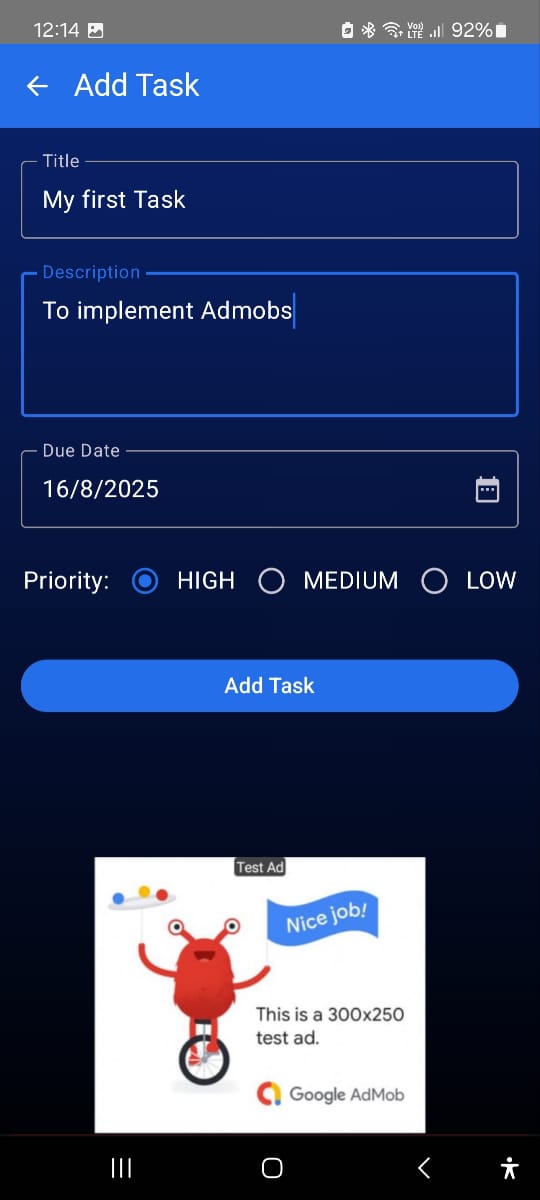 12:14 Vo)) LTE 92%
Add Task
Title
My first Task
Description
To implement Admobs
Due Date
16/8/2025
Priority: HIGH MEDIUM LOW
Add Task
Test Ad
Nice job!
This is a 300x250
test ad.
Google AdMob